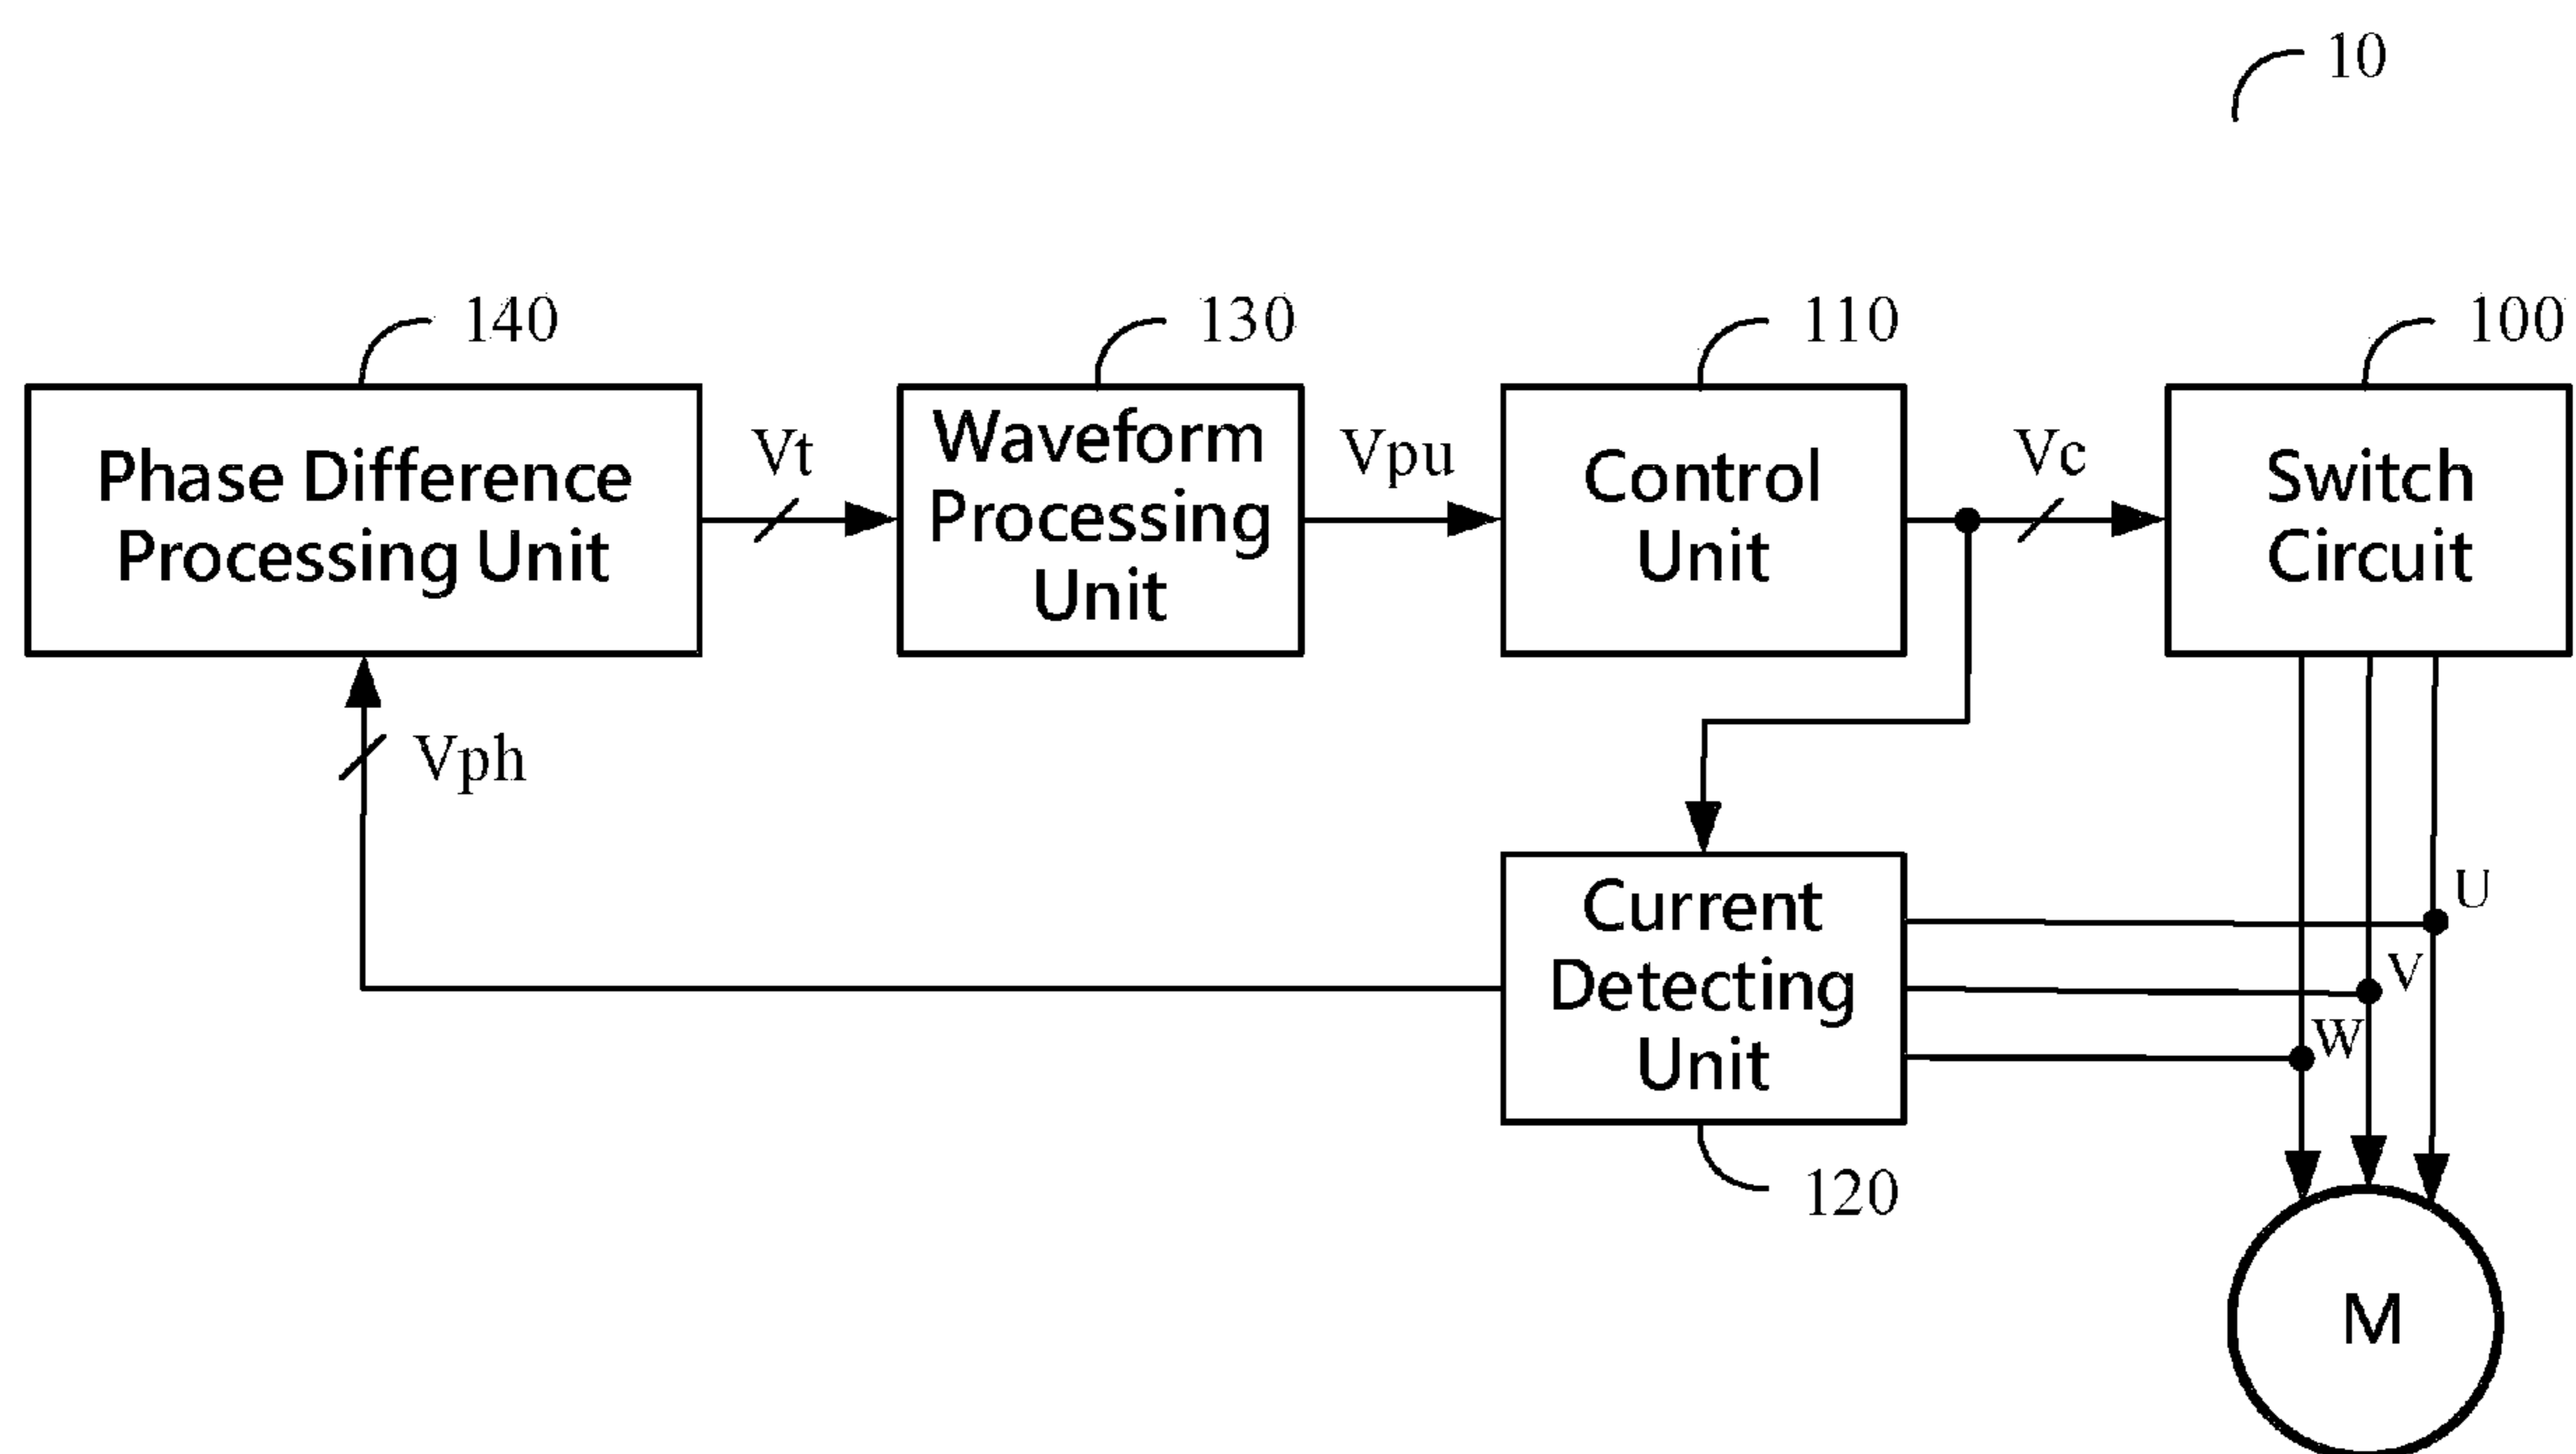 10
140
130
110
100
Phase Difference
Processing Unit
Vt
Waveform
Processing
Unit
Vpu
Control
Unit
Vc
Switch
Circuit
Vph
Current
Detecting
Unit
U
V
W
120
M